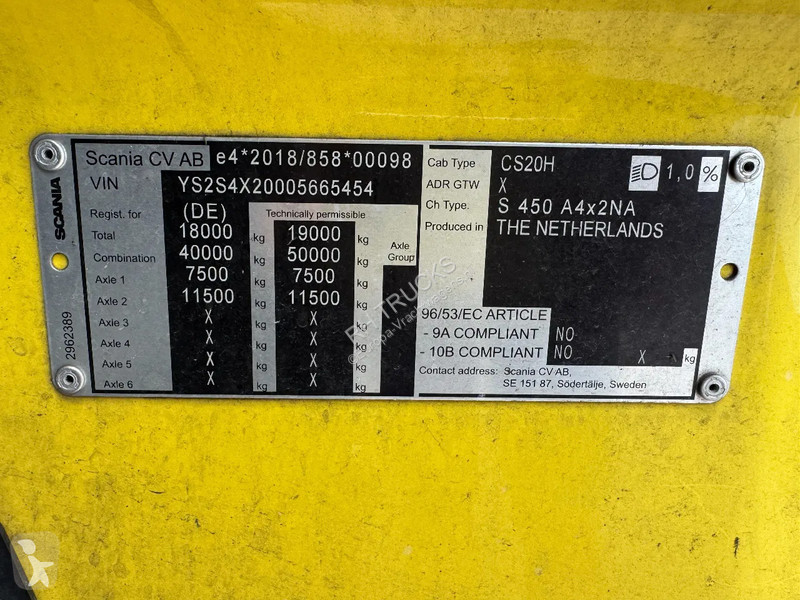 Scania CV AB e4*2018/858*00098
VIN YS2S4X20005665454
Regist. for (DE) Technically permissible
Total 18000 kg 19000 kg Axle Group
Combination 40000 kg 50000 kg
Axle 1 7500 kg 7500 kg
Axle 2 11500 kg 11500 kg
Axle 3 X kg X kg
Axle 4 X kg X kg
Axle 5 X kg X kg
Axle 6 X kg X kg
SCANIA
2962389
Cab Type CS20H 1,0 %
ADR GTW X
Ch Type. S 450 A4x2NA
Produced in THE NETHERLANDS
96/53/EC ARTICLE
- 9A COMPLIANT NO
- 10B COMPLIANT NO X kg
Contact address: Scania CV AB,
SE 151 87, Södertälje, Sweden
TRUCKS